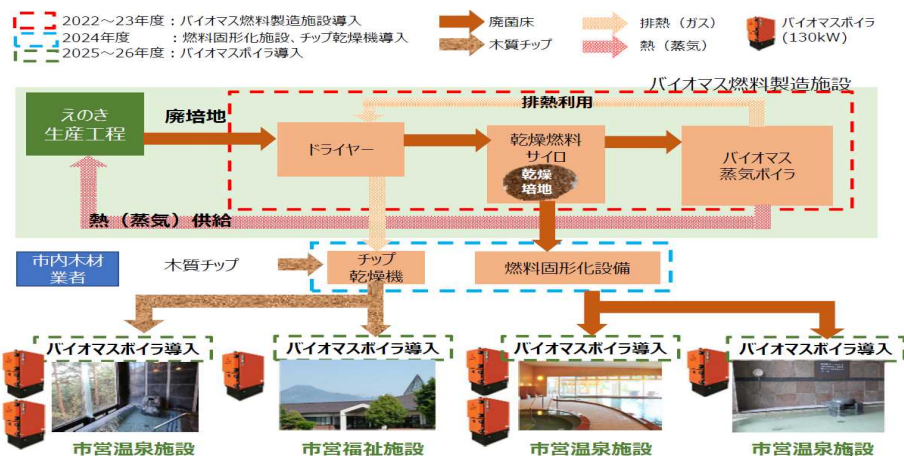 2022～23年度：バイオマス燃料製造施設導入
2024年度　　：燃料固形化施設、チップ乾燥機導入
2025～26年度：バイオマスボイラ導入
廃菌床
木質チップ
排熱（ガス）
熱（蒸気）
バイオマスボイラ
(130kW)
バイオマス燃料製造施設
えのき
生産工程
廃培地
排熱利用
ドライヤー
乾燥燃料
サイロ
乾燥
培地
バイオマス
蒸気ボイラ
熱（蒸気）供給
市内木材
業者
木質チップ
チップ
乾燥機
燃料固形化設備
バイオマスボイラ導入
バイオマスボイラ導入
バイオマスボイラ導入
バイオマスボイラ導入
市営温泉施設
市営福祉施設
市営温泉施設
市営温泉施設